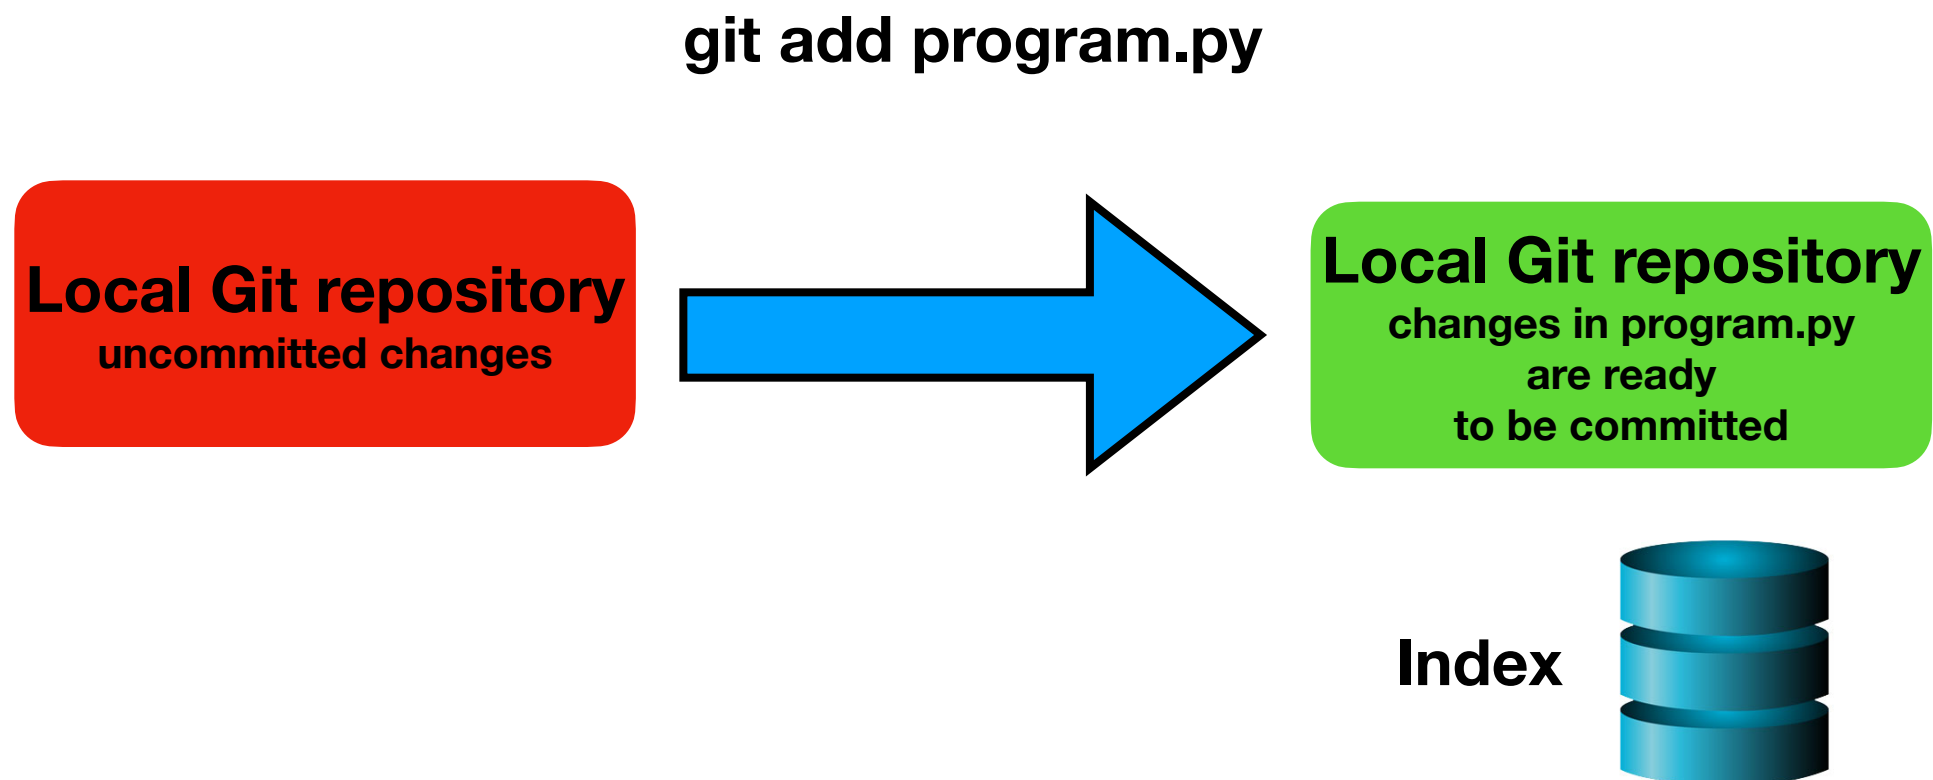 git add program.py
Local Git repository
uncommitted changes
Local Git repository
changes in program.py
are ready
to be committed
Index